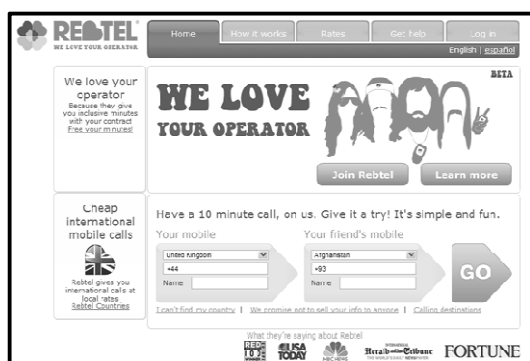 REBTEL
WE LOVE YOUR OPERATOR
Home
How it works
Rates
Get help
Log in
English | español
We love your
operator
Because they give
you inclusive minutes
with your contract
Free your minutes!
BETA
WE LOVE
YOUR OPERATOR
Join Rebtel
Learn more
Cheap
international
mobile calls
Rebtel gives you
international calls at
local rates
Rebtel Countries
Have a 10 minute call, on us. Give it a try! It's simple and fun.
Your mobile
Your friend's mobile
United Kingdom
Afghanistan
+44
+93
Name
Name
GO
I can't find my country | We promise not to sell your info to anyone | Calling destinations
What they're saying about Rebtel
RED
HERRING
USA
TODAY
NBC NEWS
INTERNATIONAL
Herald Tribune
FORTUNE